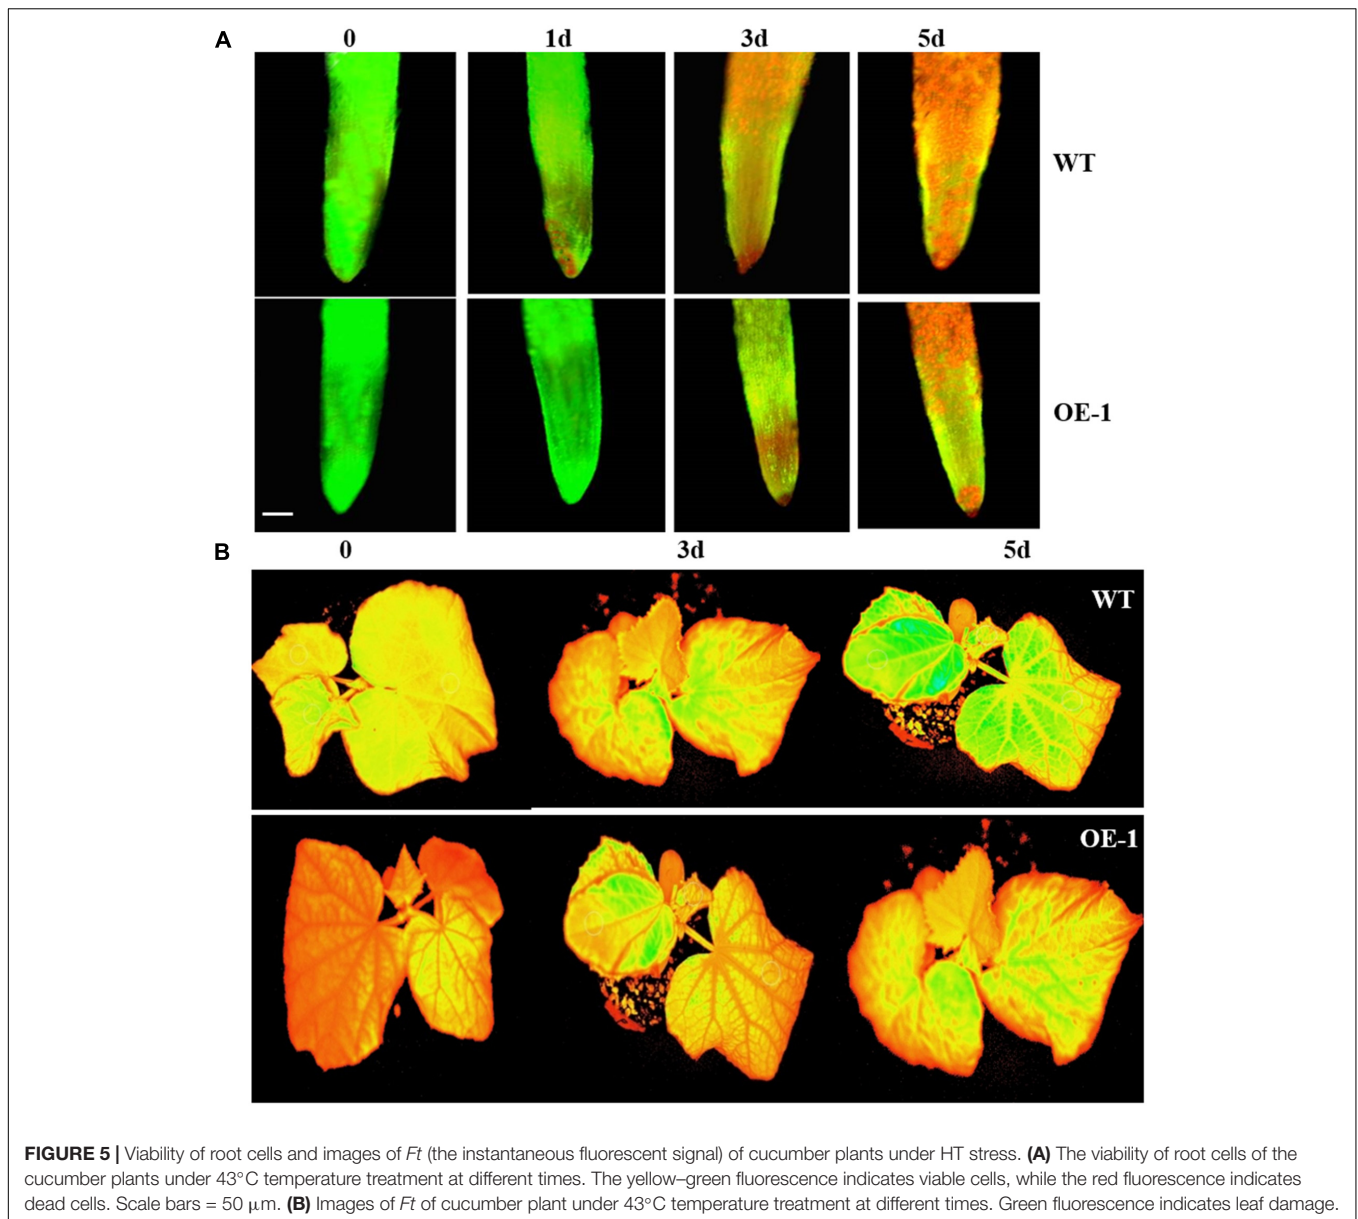 A 0 1d 3d 5d
WT
OE-1
B 0 3d 5d
WT
OE-1
FIGURE 5 | Viability of root cells and images of Ft (the instantaneous fluorescent signal) of cucumber plants under HT stress. (A) The viability of root cells of the
cucumber plants under 43°C temperature treatment at different times. The yellow–green fluorescence indicates viable cells, while the red fluorescence indicates
dead cells. Scale bars = 50 μm. (B) Images of Ft of cucumber plant under 43°C temperature treatment at different times. Green fluorescence indicates leaf damage.